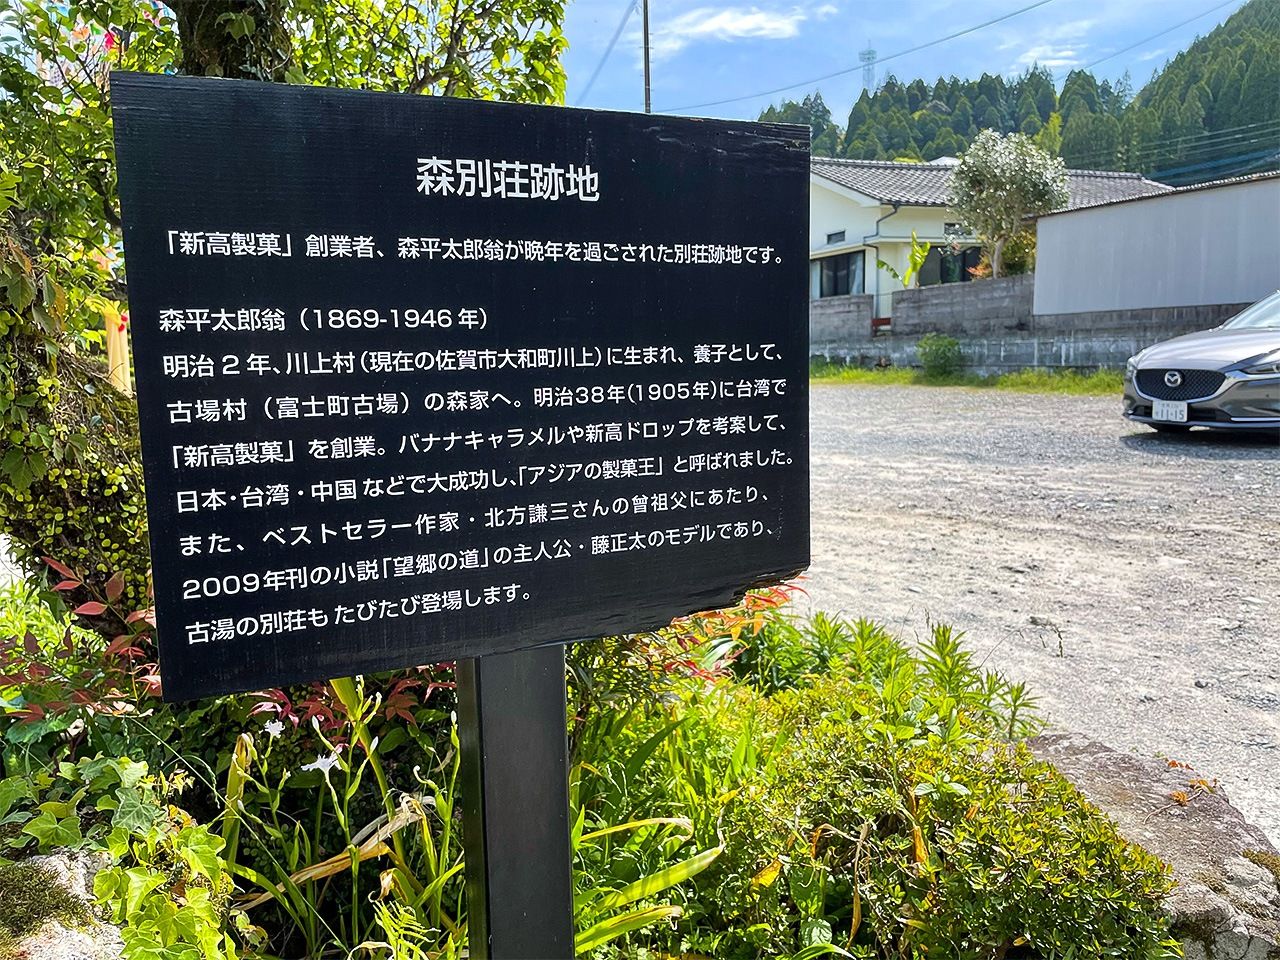 森別荘跡地
「新高製菓」創業者、森平太郎翁が晩年を過ごされた別荘跡地です。
森平太郎翁（1869-1946年）
明治2年、川上村（現在の佐賀市大和町川上）に生まれ、養子として、
古場村（富士町古場）の森家へ。明治38年（1905年）に台湾で
「新高製菓」を創業。バナナキャラメルや新高ドロップを考案して、
日本・台湾・中国などで大成功し、「アジアの製菓王」と呼ばれました。
また、ベストセラー作家・北方謙三さんの曾祖父にあたり、
2009年刊の小説「望郷の道」の主人公・藤正太のモデルであり、
古湯の別荘もたびたび登場します。
11-15